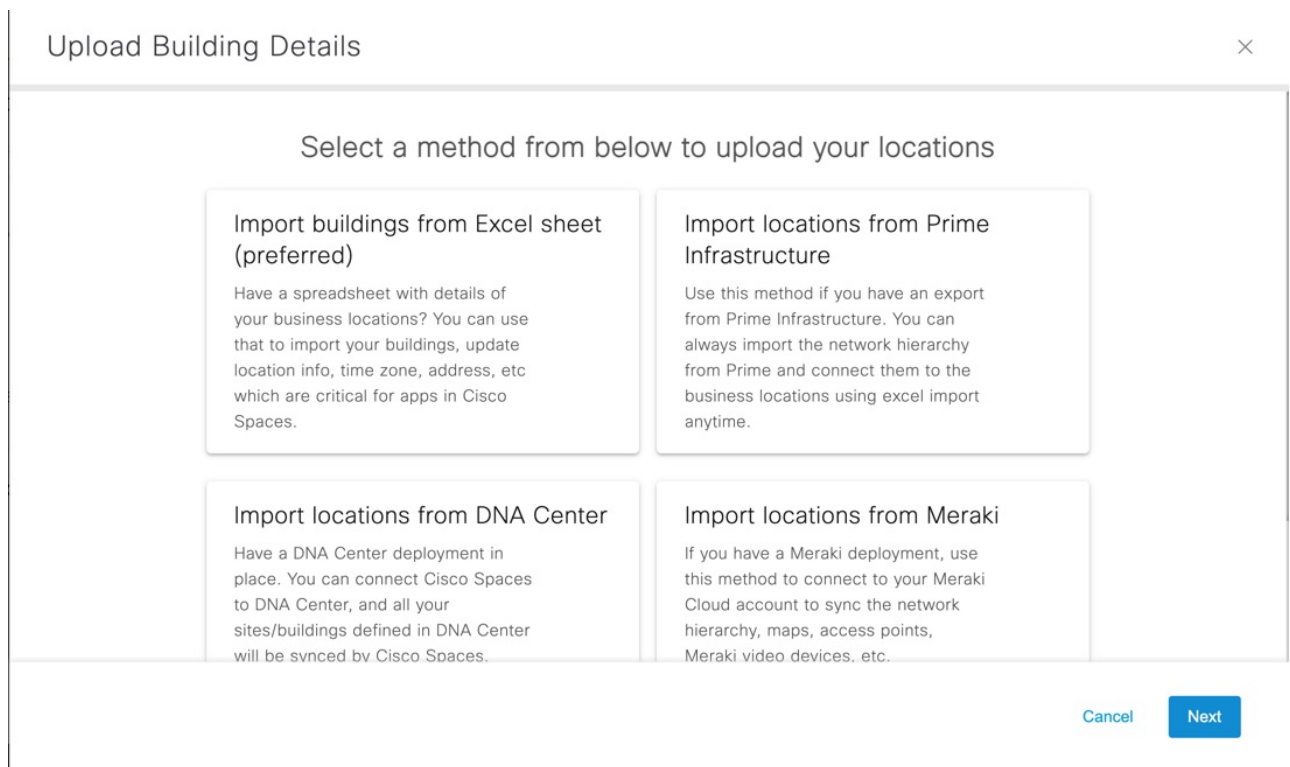 Upload Building Details
Select a method from below to upload your locations
Import buildings from Excel sheet
(preferred)
Have a spreadsheet with details of
your business locations? You can use
that to import your buildings, update
location info, time zone, address, etc
which are critical for apps in Cisco
Spaces.
Import locations from Prime
Infrastructure
Use this method if you have an export
from Prime Infrastructure. You can
always import the network hierarchy
from Prime and connect them to the
business locations using excel import
anytime.
Import locations from DNA Center
Have a DNA Center deployment in
place. You can connect Cisco Spaces
to DNA Center, and all your
sites/buildings defined in DNA Center
will be synced by Cisco Spaces.
Import locations from Meraki
If you have a Meraki deployment, use
this method to connect to your Meraki
Cloud account to sync the network
hierarchy, maps, access points,
Meraki video devices, etc.
Cancel
Next